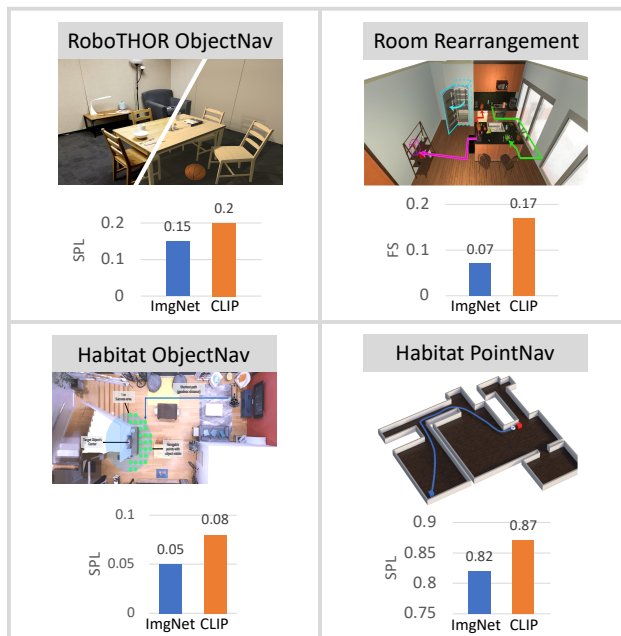 RoboTHOR ObjectNav
0.2
0.15
0.2
0.1
0
SPL
ImgNet CLIP
Room Rearrangement
0.2
0.17
0.1
0.07
0
FS
ImgNet CLIP
Habitat ObjectNav
0.1
0.08
0.05
0.05
0
SPL
ImgNet CLIP
Habitat PointNav
0.9
0.87
0.85
0.82
0.8
0.75
SPL
ImgNet CLIP